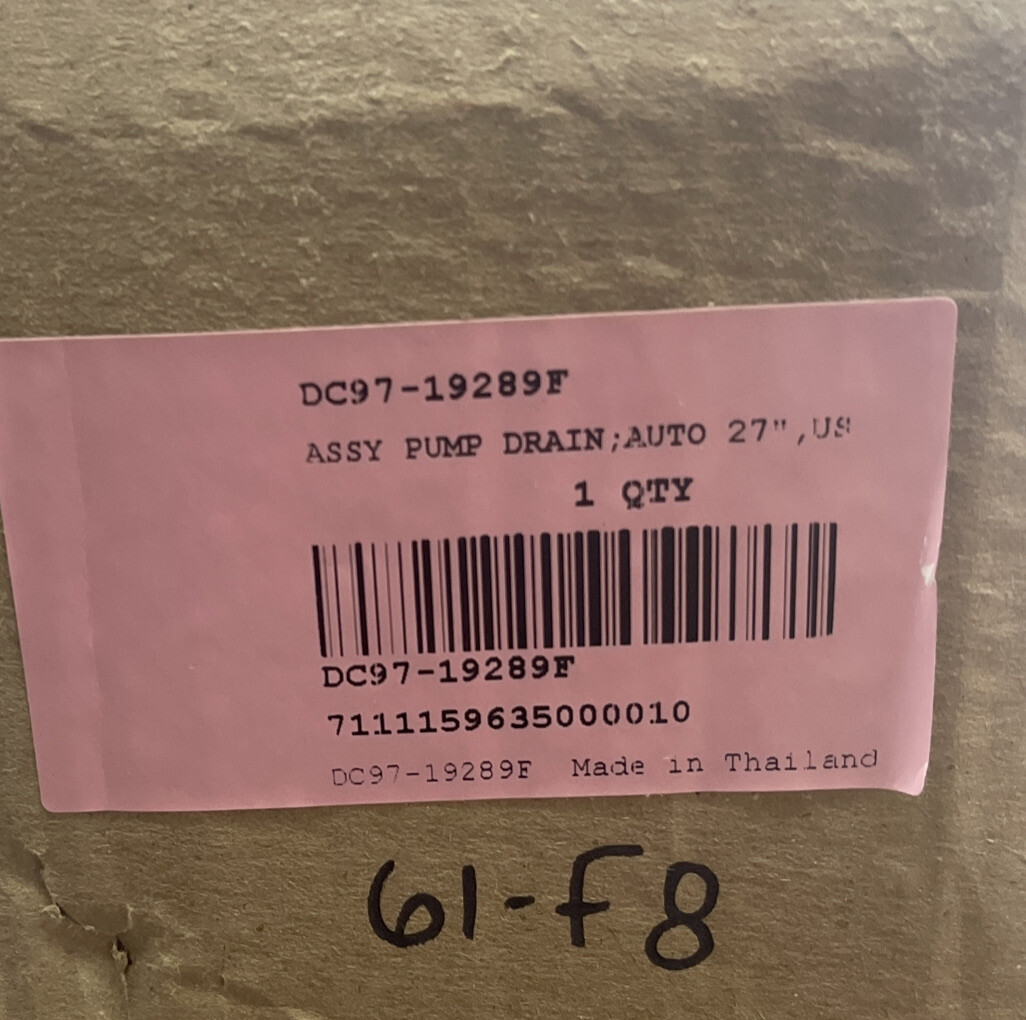 DC97-19289F
ASSY PUMP DRAIN;AUTO 27",US
1 QTY
DC97-19289F
7111159635000010
DC97-19289F Made in Thailand
61-F8